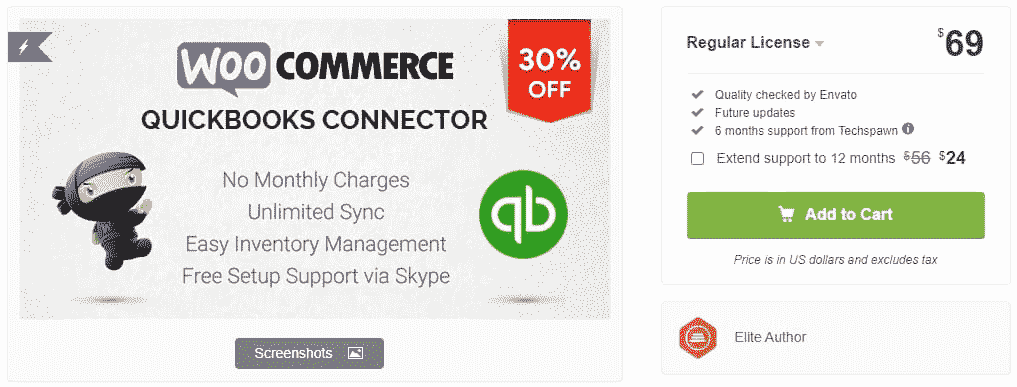 WOO COMMERCE
30%
OFF
QUICKBOOKS CONNECTOR
No Monthly Charges
Unlimited Sync
Easy Inventory Management
Free Setup Support via Skype
qb
Screenshots
Regular License
$69
Quality checked by Envato
Future updates
6 months support from Techspawn
Extend support to 12 months $56 $24
Add to Cart
Price is in US dollars and excludes tax
Elite Author